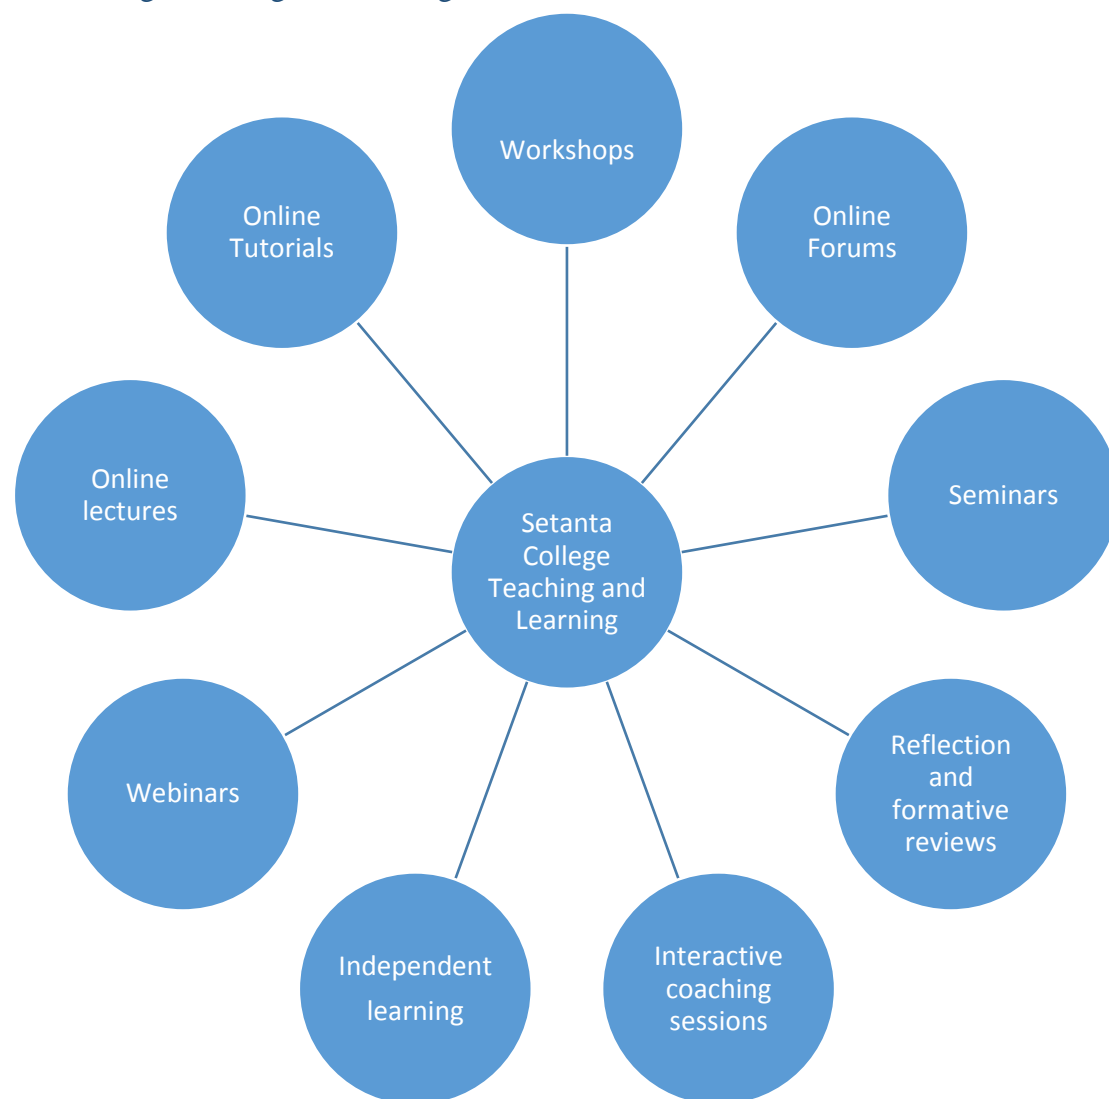 Workshops
Online
Forums
Seminars
Reflection
and
formative
reviews
Interactive
coaching
sessions
Independent
learning
Webinars
Online
lectures
Online
Tutorials
Setanta
College
Teaching and
Learning